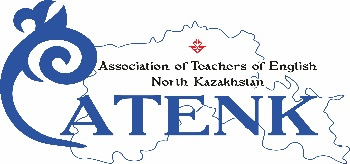 Association of Teachers of English
North Kazakhstan
ATENK